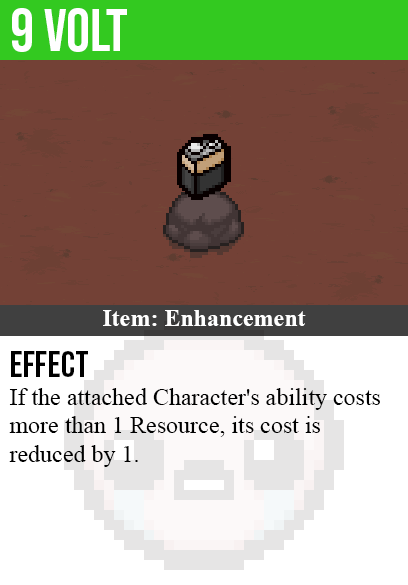 9 VOLT
Item: Enhancement
EFFECT
If the attached Character's ability costs
more than 1 Resource, its cost is
reduced by 1.